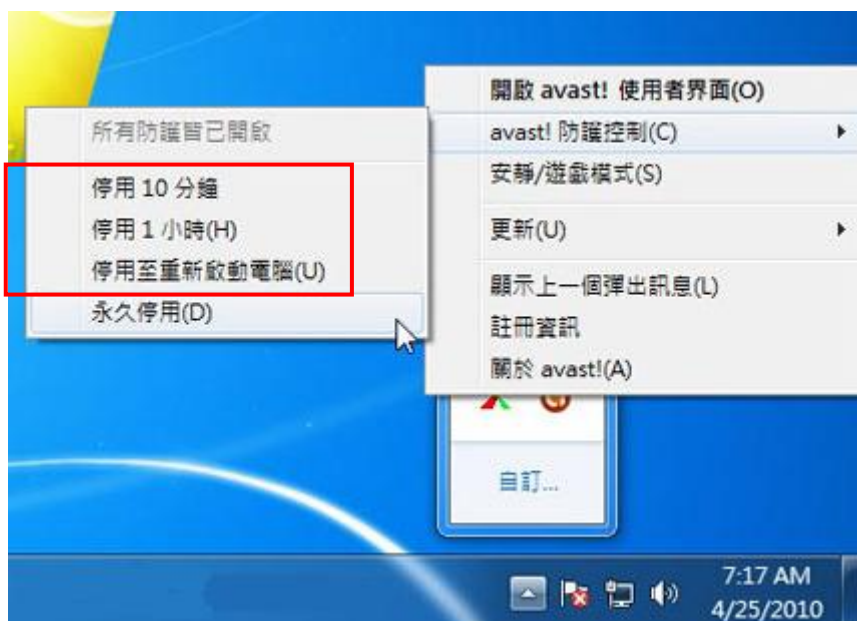 開啟 avast! 使用者界面(O)
avast! 防護控制(C)
安靜/遊戲模式(S)
更新(U)
顯示上一個彈出訊息(L)
註冊資訊
關於 avast!(A)
所有防護皆已開啟
停用 10 分鐘
停用 1 小時(H)
停用至重新啟動電腦(U)
永久停用(D)
自訂...
7:17 AM
4/25/2010